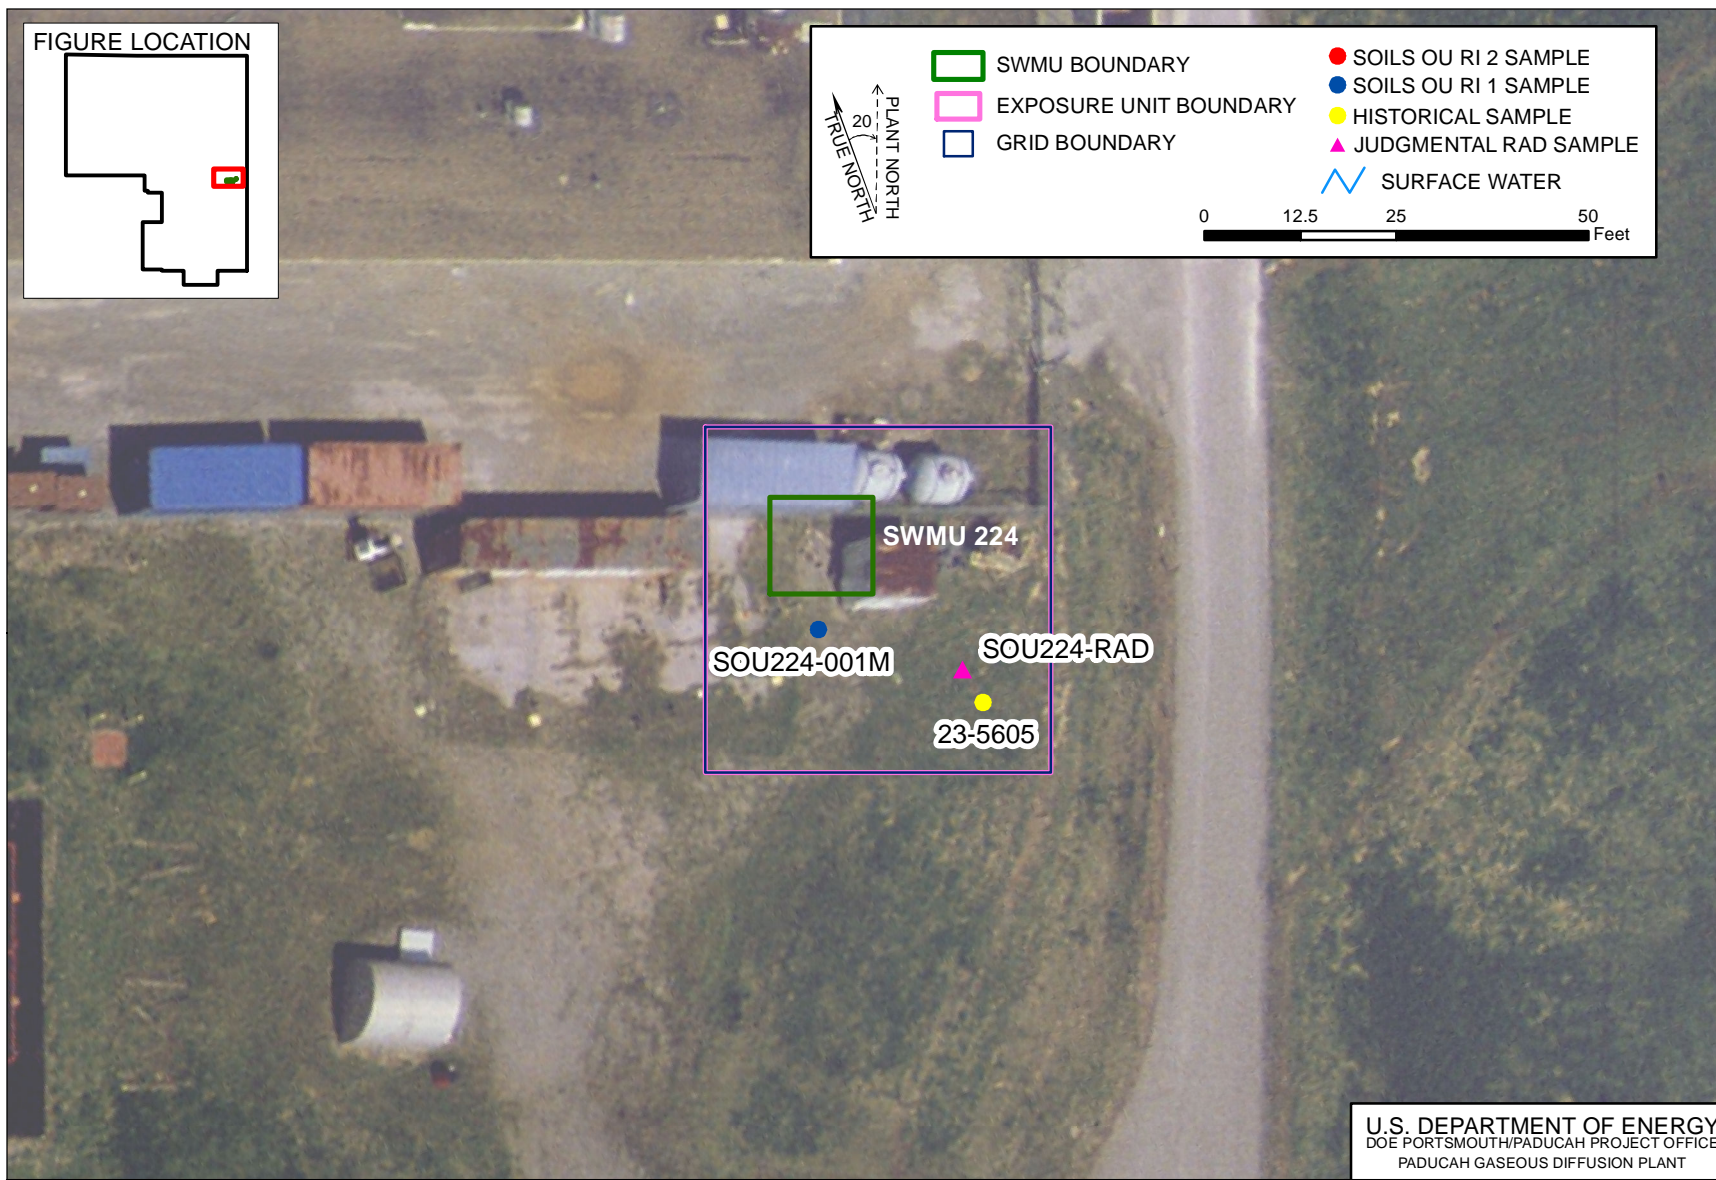 FIGURE LOCATION
TRUE NORTH
20
PLANT NORTH
SWMU BOUNDARY
EXPOSURE UNIT BOUNDARY
GRID BOUNDARY
SOILS OU RI 2 SAMPLE
SOILS OU RI 1 SAMPLE
HISTORICAL SAMPLE
JUDGMENTAL RAD SAMPLE
SURFACE WATER
0 12.5 25 50
Feet
SWMU 224
SOU224-001M
SOU224-RAD
23-5605
U.S. DEPARTMENT OF ENERGY
DOE PORTSMOUTH/PADUCAH PROJECT OFFICE
PADUCAH GASEOUS DIFFUSION PLANT